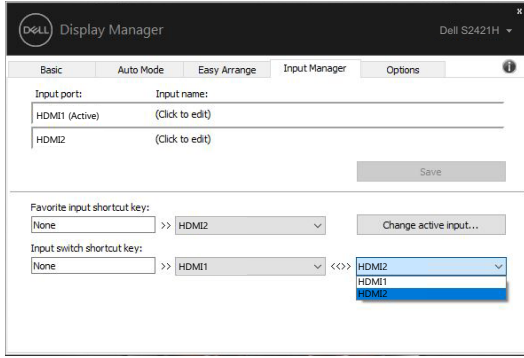 DELL Display Manager Dell S2421H
x
Basic Auto Mode Easy Arrange Input Manager Options i
Input port: Input name:
HDMI1 (Active) (Click to edit)
HDMI2 (Click to edit)
Save
Favorite input shortcut key:
None >> HDMI2 Change active input...
Input switch shortcut key:
None >> HDMI1 <<>> HDMI2
HDMI1
HDMI2